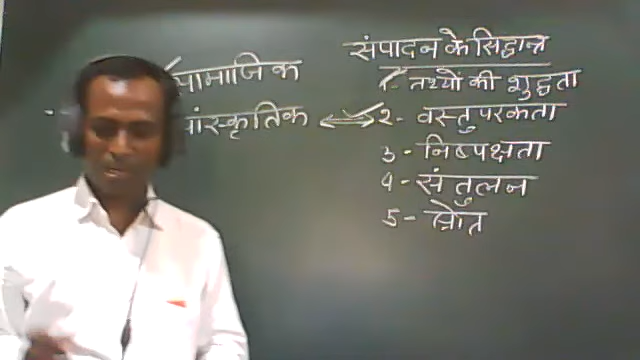 सामाजिक
सांस्कृतिक
संपादन के सिद्धान्त
1- तथ्यों की शुद्धता
2- वस्तुपरकता
3- निष्पक्षता
4- संतुलन
5- स्रोत